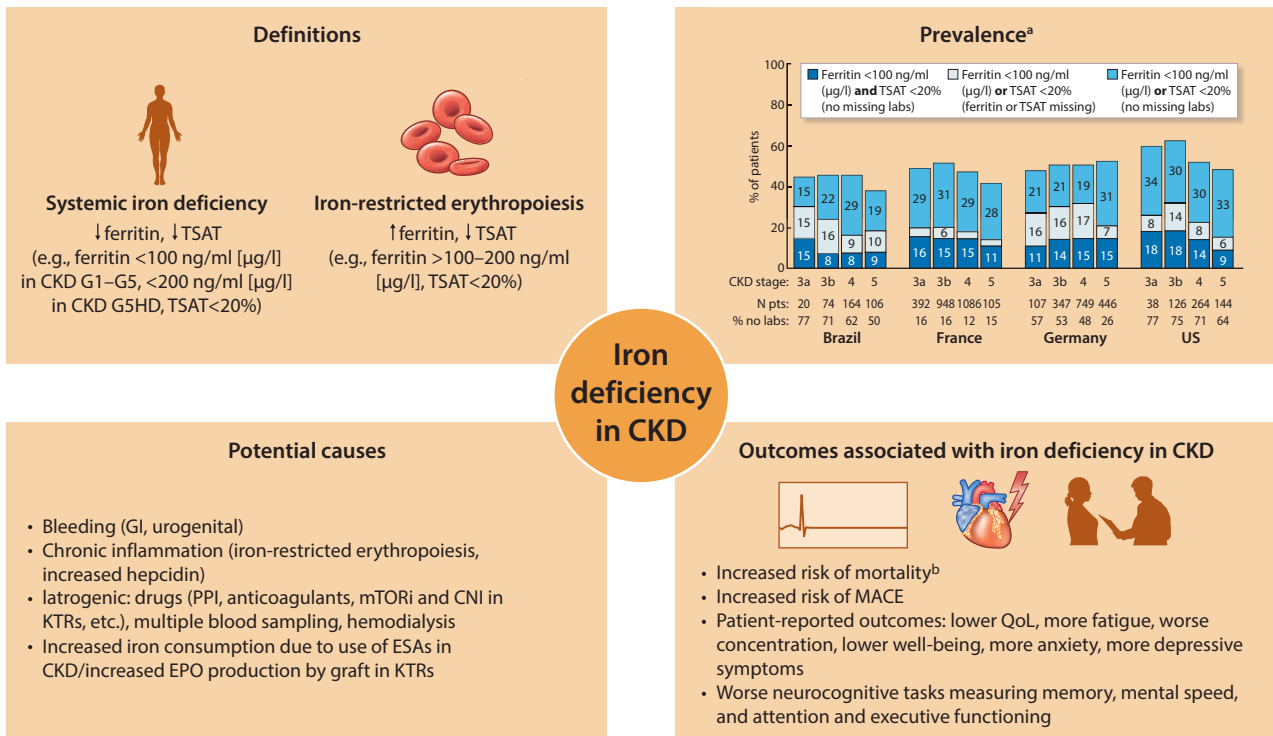 Definitions
Systemic iron deficiency
↓ferritin, ↓TSAT
(e.g., ferritin <100 ng/ml [μg/l]
in CKD G1–G5, <200 ng/ml [μg/l]
in CKD G5HD, TSAT<20%)
Iron-restricted erythropoiesis
↑ferritin, ↓TSAT
(e.g., ferritin >100–200 ng/ml
[μg/l], TSAT<20%)
Prevalenceᵃ
% of patients
100
80
60
40
20
0
Ferritin <100 ng/ml
(μg/l) and TSAT <20%
(no missing labs)
Ferritin <100 ng/ml
(μg/l) or TSAT <20%
(ferritin or TSAT missing)
Ferritin <100 ng/ml
(μg/l) or TSAT <20%
(no missing labs)
15 22 29 19 29 31 29 28 21 21 19 31 34 30 30 33
15 16 9 10 6 16 16 17 7 8 14 8 6
15 8 8 9 16 15 15 11 11 14 15 15 18 18 14 9
CKD stage: 3a 3b 4 5 3a 3b 4 5 3a 3b 4 5 3a 3b 4 5
N pts: 20 74 164 106 392 948 1086 105 107 347 749 446 38 126 264 144
% no labs: 77 71 62 50 16 16 12 15 57 53 48 26 77 75 71 64
Brazil France Germany US
Iron
deficiency
in CKD
Potential causes
• Bleeding (GI, urogenital)
• Chronic inflammation (iron-restricted erythropoiesis,
increased hepcidin)
• Iatrogenic: drugs (PPI, anticoagulants, mTORi and CNI in
KTRs, etc.), multiple blood sampling, hemodialysis
• Increased iron consumption due to use of ESAs in
CKD/increased EPO production by graft in KTRs
Outcomes associated with iron deficiency in CKD
• Increased risk of mortalityᵇ
• Increased risk of MACE
• Patient-reported outcomes: lower QoL, more fatigue, worse
concentration, lower well-being, more anxiety, more depressive
symptoms
• Worse neurocognitive tasks measuring memory, mental speed,
and attention and executive functioning